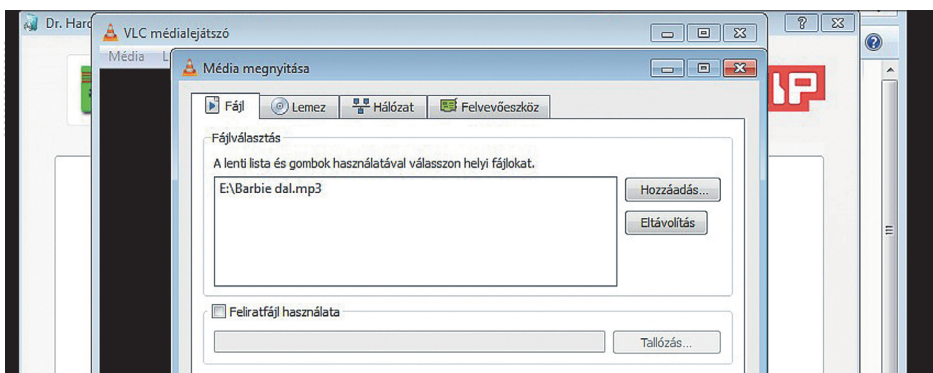 Dr. Hard
VLC médialejátszó
Média L
Média megnyitása
Fájl Lemez Hálózat Felvevőeszköz
Fájlválasztás
A lenti lista és gombok használatával válasszon helyi fájlokat.
E:\Barbie dal.mp3
Hozzáadás...
Eltávolítás
Feliratfájl használata
Tallózás...